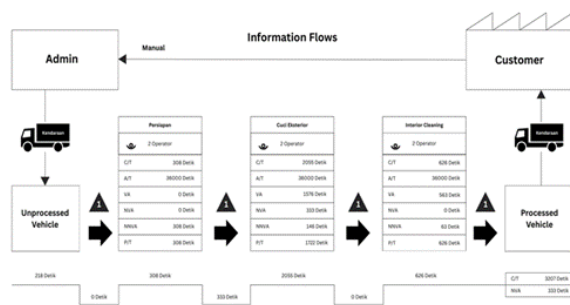 Information Flows
Admin
Manual
Customer
Kendaraan
Kendaraan
Persiapan
2 Operator
C/T 308 Detik
A/T 36000 Detik
VA 0 Detik
NVA 0 Detik
NNVA 308 Detik
P/T 308 Detik
Cuci Eksterior
2 Operator
C/T 2055 Detik
A/T 36000 Detik
VA 1576 Detik
NVA 333 Detik
NNVA 146 Detik
P/T 1722 Detik
Interior Cleaning
2 Operator
C/T 626 Detik
A/T 36000 Detik
VA 563 Detik
NVA 0 Detik
NNVA 63 Detik
P/T 626 Detik
Unprocessed
Vehicle
1
1
1
1
Processed
Vehicle
218 Detik
308 Detik
2055 Detik
626 Detik
0 Detik
333 Detik
0 Detik
C/T 3207 Detik
NVA 333 Detik